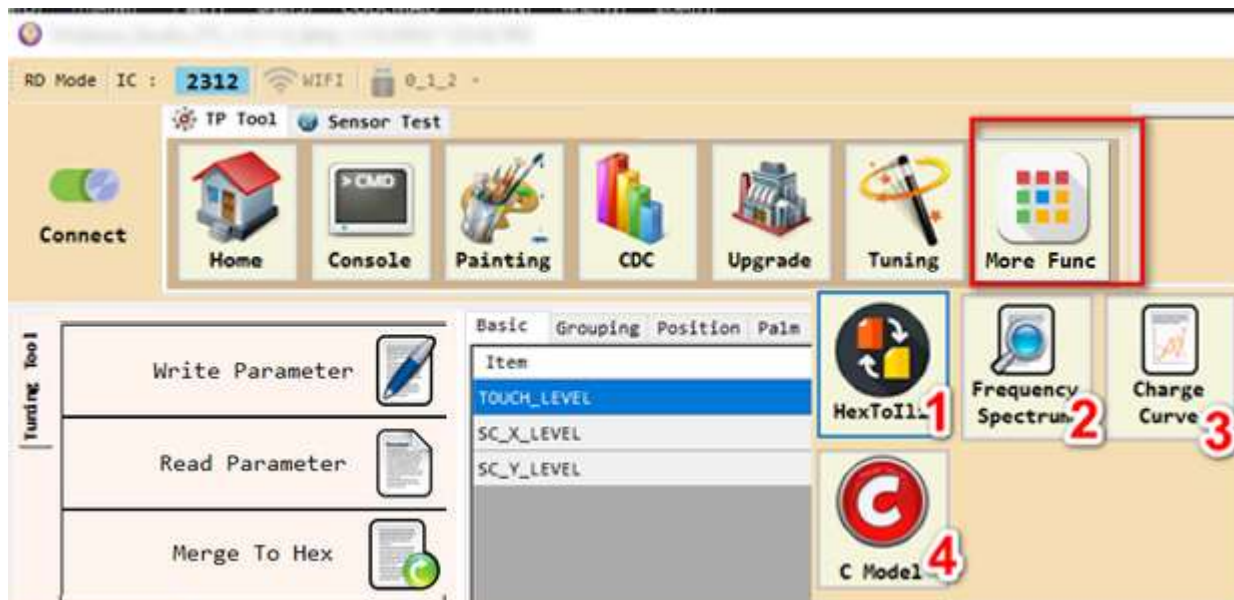 RD Mode IC : 2312 WIFI 0_1_2
TP Tool Sensor Test
Connect
> CMD
Home Console Painting CDC Upgrade Tuning More Func
Tuning Tool
Write Parameter
Read Parameter
Merge To Hex
Basic Grouping Position Palm
Item
TOUCH_LEVEL
SC_X_LEVEL
SC_Y_LEVEL
1
Frequency Spectrum 2
Charge Curve 3
C
C Model 4